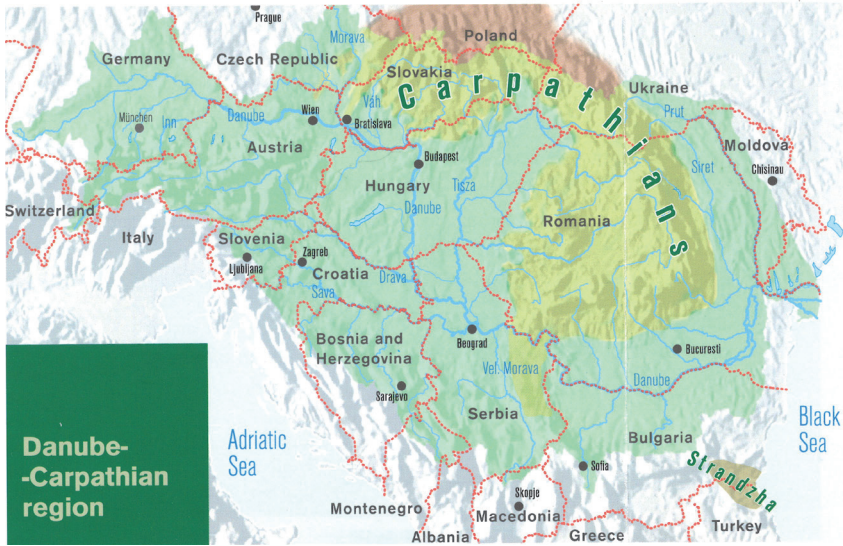 Prague
Poland
Germany
Czech Republic
Morava
Slovakia
Ukraine
Carpathians
München
Inn
Danube
Wien
Váh
Bratislava
Prut
Moldova
Chisinau
Austria
Budapest
Siret
Hungary
Tisza
Switzerland
Danube
Romania
Italy
Slovenia
Ljubljana
Zagreb
Croatia
Drava
Sava
Bosnia and
Herzegovina
Beograd
Vel. Morava
Bucuresti
Danube
Sarajevo
Serbia
Black
Sea
Adriatic
Sea
Bulgaria
Sofia
Strandzha
Danube-
-Carpathian
region
Skopje
Montenegro
Macedonia
Albania
Greece
Turkey